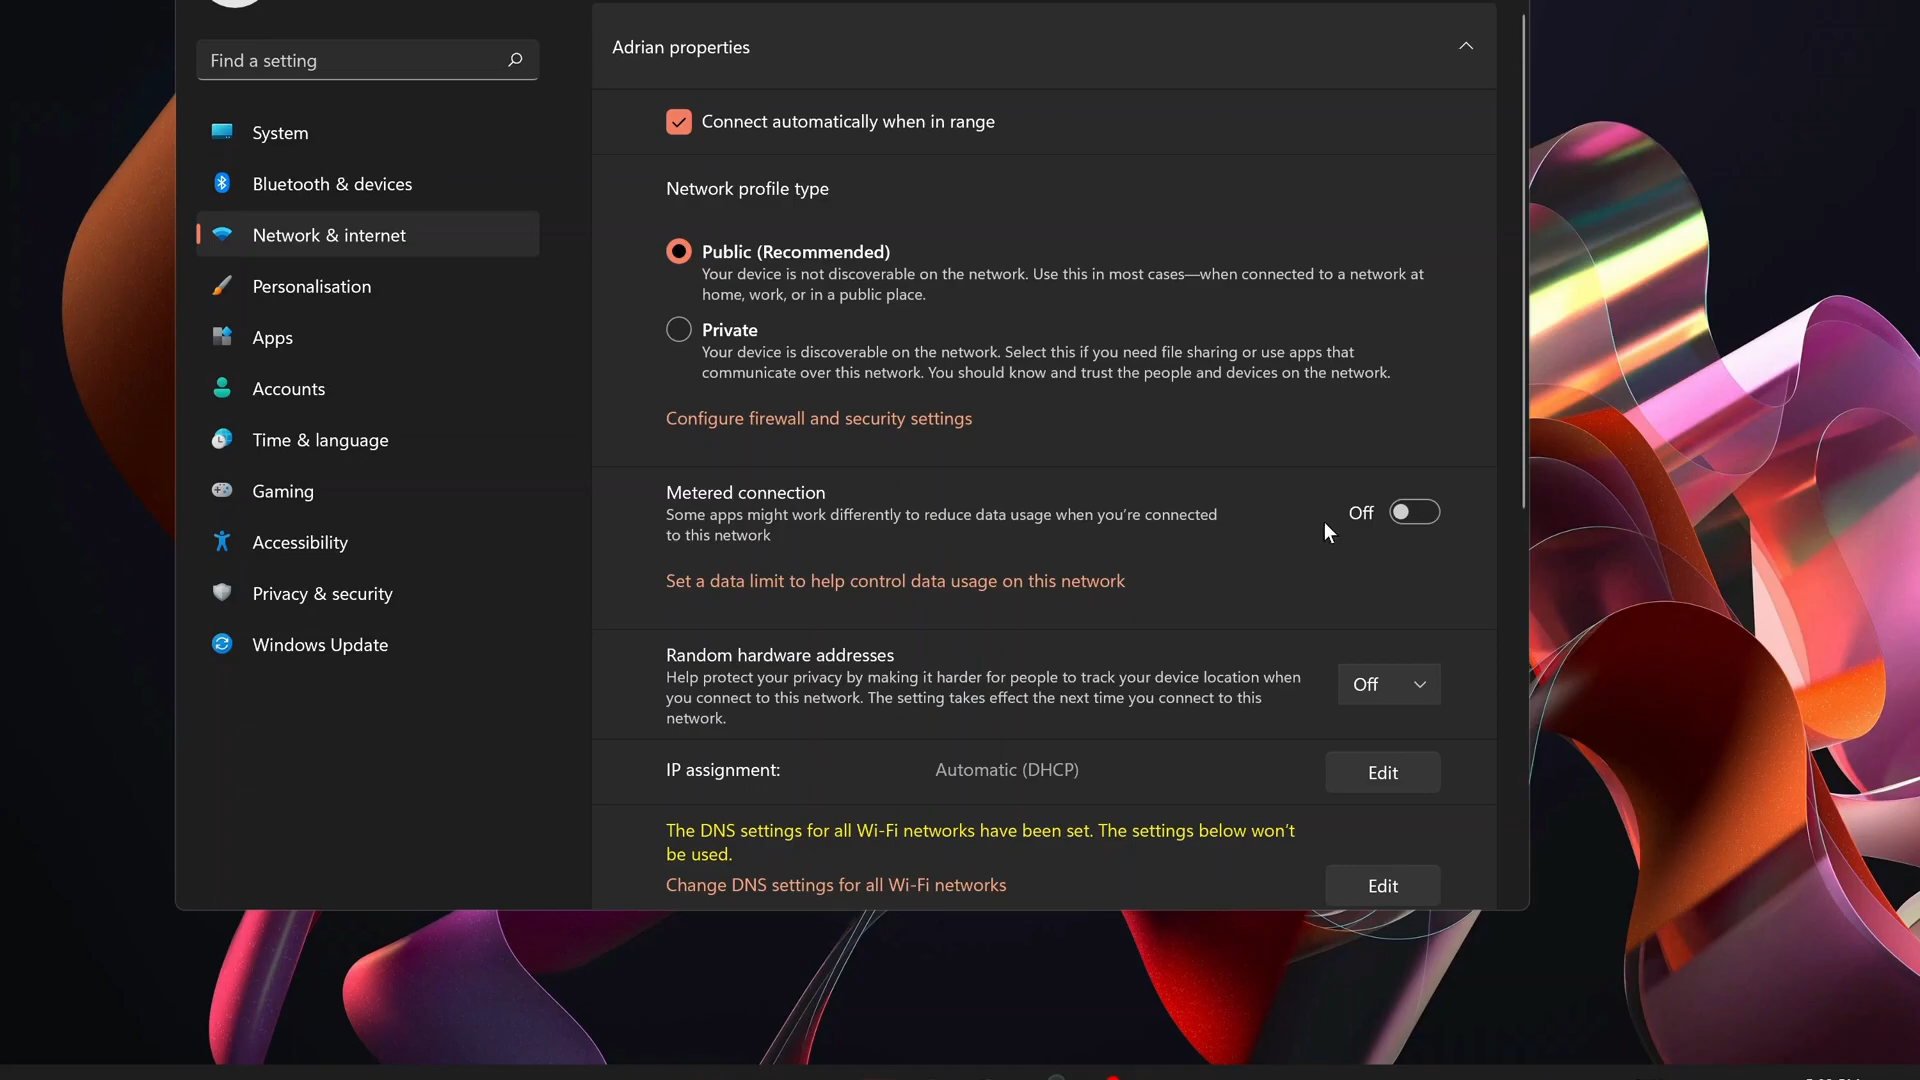 Find a setting
System
Bluetooth & devices
Network & internet
Personalisation
Apps
Accounts
Time & language
Gaming
Accessibility
Privacy & security
Windows Update
Adrian properties
Connect automatically when in range
Network profile type
Public (Recommended)
Your device is not discoverable on the network. Use this in most cases—when connected to a network at
home, work, or in a public place.
Private
Your device is discoverable on the network. Select this if you need file sharing or use apps that
communicate over this network. You should know and trust the people and devices on the network.
Configure firewall and security settings
Metered connection
Some apps might work differently to reduce data usage when you're connected
to this network
Off
Set a data limit to help control data usage on this network
Random hardware addresses
Help protect your privacy by making it harder for people to track your device location when
you connect to this network. The setting takes effect the next time you connect to this
network.
Off
IP assignment: Automatic (DHCP) Edit
The DNS settings for all Wi-Fi networks have been set. The settings below won't
be used.
Change DNS settings for all Wi-Fi networks
Edit